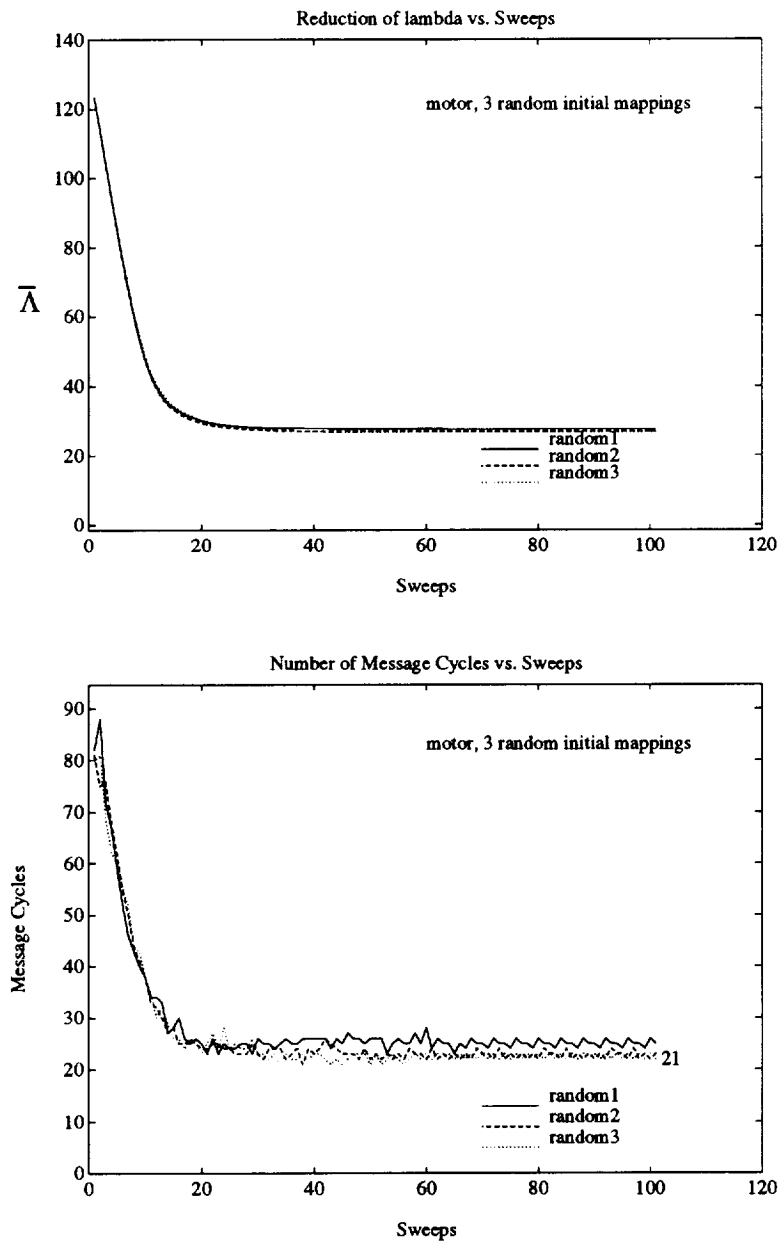 Reduction of lambda vs. Sweeps
140
motor, 3 random initial mappings
120
100
80
Λ̅
60
40
random1
random2
20
random3
0
0 20 40 60 80 100 120
Sweeps
Number of Message Cycles vs. Sweeps
90
motor, 3 random initial mappings
80
70
60
50
Message Cycles
40
30
21
20
random1
10
random2
random3
0
0 20 40 60 80 100 120
Sweeps